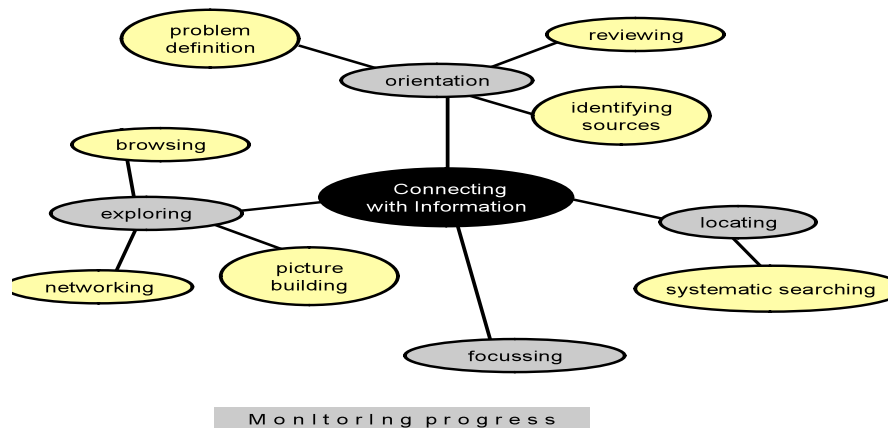 problem
definition
reviewing
orientation
identifying
sources
browsing
Connecting
with Information
exploring
locating
networking
picture
building
systematic searching
focussing
Monitoring progress